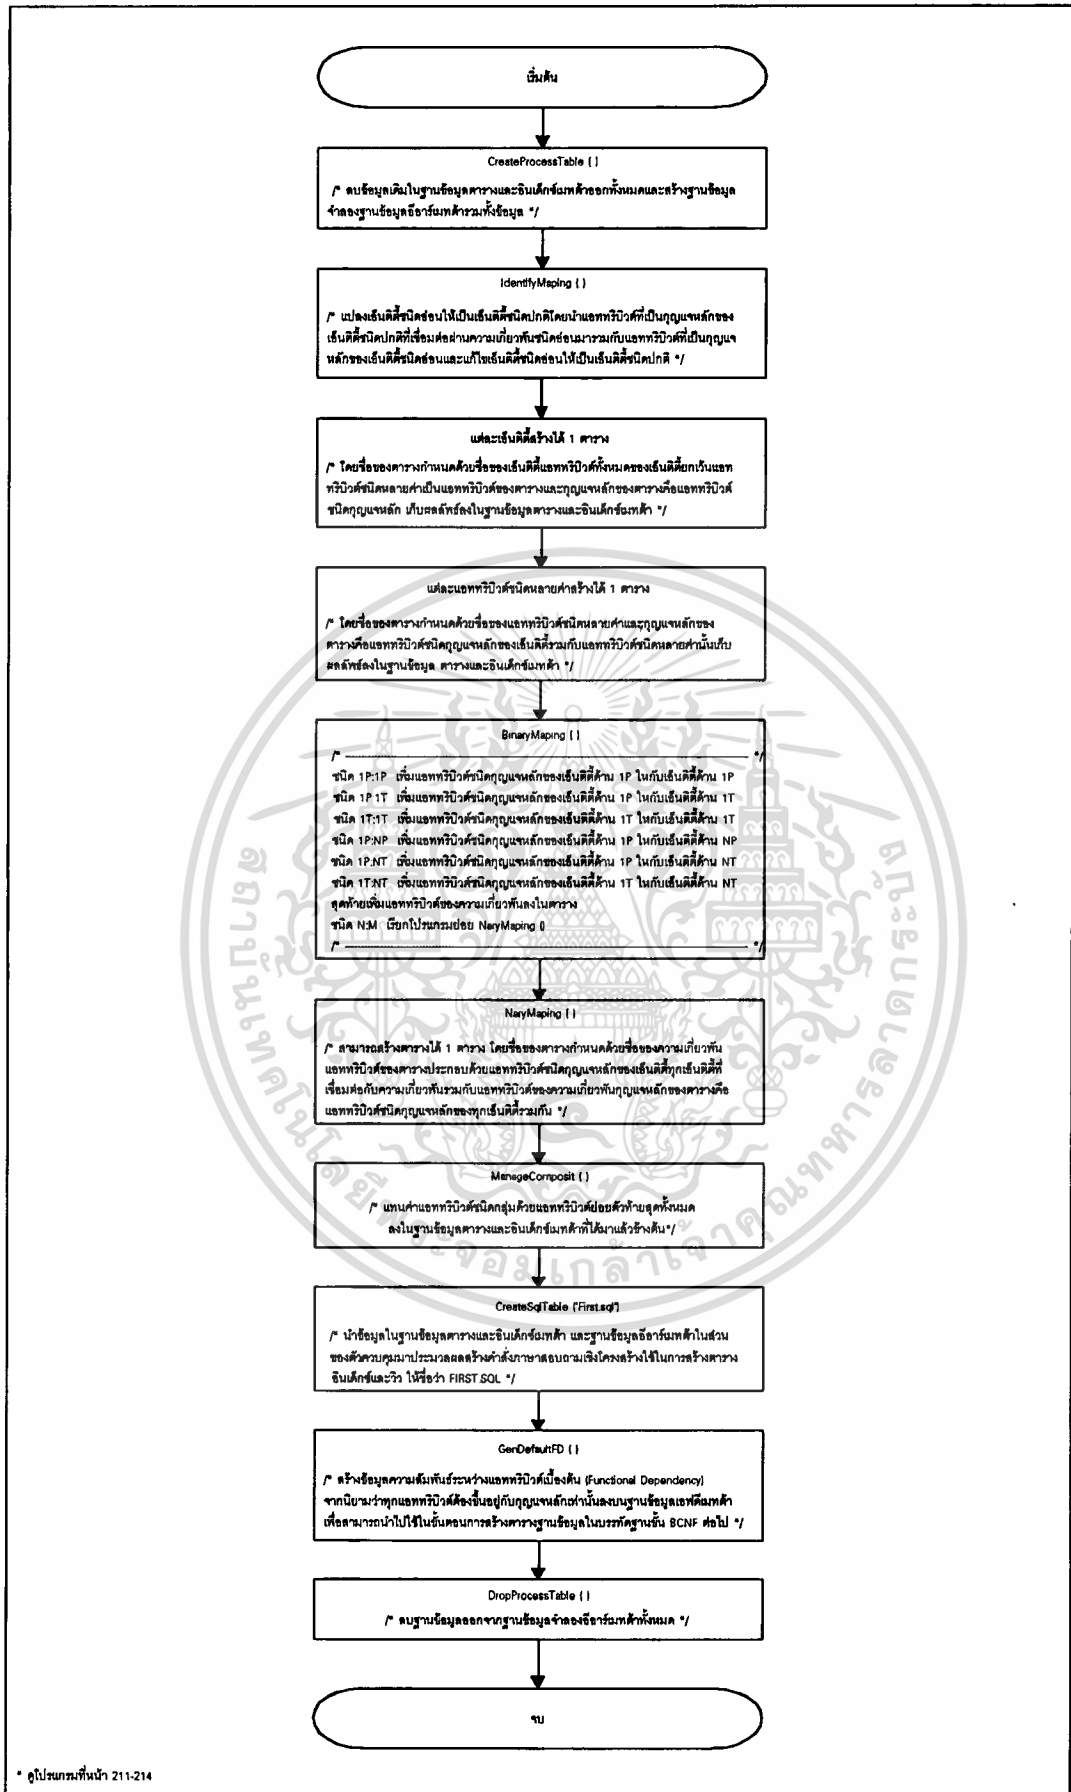 เริ่มต้น
CreateProcessTable ( )
/* ลบข้อมูลเดิมในฐานข้อมูลตารางและอินเด็กซ์เมทต้าออกทั้งหมดและสร้างฐานข้อมูล
จำลองฐานข้อมูลอีอาร์เมทต้ารวมทั้งข้อมูล */
IdentifyMaping ( )
/* แปลงเอ็นติตี้ชนิดอ่อนให้เป็นเอ็นติตี้ชนิดปกติโดยนำแอททริบิวต์ที่เป็นกุญแจหลักของ
เอ็นติตี้ชนิดปกติที่เชื่อมต่อผ่านความเกี่ยวพันชนิดอ่อนมารวมกับแอททริบิวต์ที่เป็นกุญแจ
หลักของเอ็นติตี้ชนิดอ่อนและแก้ไขเอ็นติตี้ชนิดอ่อนให้เป็นเอ็นติตี้ชนิดปกติ */
แต่ละเอ็นติตี้สร้างได้ 1 ตาราง
/* โดยชื่อของตารางกำหนดด้วยชื่อของเอ็นติตี้แอททริบิวต์ทั้งหมดของเอ็นติตี้ยกเว้นแอท
ทริบิวต์ชนิดหลายค่าเป็นแอททริบิวต์ของตารางและกุญแจหลักของตารางคือแอททริบิวต์
ชนิดกุญแจหลัก เก็บผลลัพธ์ลงในฐานข้อมูลตารางและอินเด็กซ์เมทต้า */
แต่ละแอททริบิวต์ชนิดหลายค่าสร้างได้ 1 ตาราง
/* โดยชื่อของตารางกำหนดด้วยชื่อของแอททริบิวต์ชนิดหลายค่าและกุญแจหลักของ
ตารางคือแอททริบิวต์ชนิดกุญแจหลักของเอ็นติตี้รวมกับแอททริบิวต์ชนิดหลายค่านั้นเก็บ
ผลลัพธ์ลงในฐานข้อมูล ตารางและอินเด็กซ์เมทต้า */
BinaryMaping ( )
/* */
ชนิด 1P:1P เพิ่มแอททริบิวต์ชนิดกุญแจหลักของเอ็นติตี้ด้าน 1P ให้กับเอ็นติตี้ด้าน 1P
ชนิด 1P:1T เพิ่มแอททริบิวต์ชนิดกุญแจหลักของเอ็นติตี้ด้าน 1P ให้กับเอ็นติตี้ด้าน 1T
ชนิด 1T:1T เพิ่มแอททริบิวต์ชนิดกุญแจหลักของเอ็นติตี้ด้าน 1T ให้กับเอ็นติตี้ด้าน 1T
ชนิด 1P:NP เพิ่มแอททริบิวต์ชนิดกุญแจหลักของเอ็นติตี้ด้าน 1P ให้กับเอ็นติตี้ด้าน NP
ชนิด 1P:NT เพิ่มแอททริบิวต์ชนิดกุญแจหลักของเอ็นติตี้ด้าน 1P ให้กับเอ็นติตี้ด้าน NT
ชนิด 1T:NT เพิ่มแอททริบิวต์ชนิดกุญแจหลักของเอ็นติตี้ด้าน 1T ให้กับเอ็นติตี้ด้าน NT
สุดท้ายเพิ่มแอททริบิวต์ของความเกี่ยวพันลงในตาราง
ชนิด N:M เรียกโปรแกรมย่อย NaryMaping ()
/* */
NaryMaping ( )
/* สามารถสร้างตารางได้ 1 ตาราง โดยชื่อของตารางกำหนดด้วยชื่อของความเกี่ยวพัน
แอททริบิวต์ของตารางประกอบด้วยแอททริบิวต์ชนิดกุญแจหลักของเอ็นติตี้ทุกเอ็นติตี้ที่
เชื่อมต่อกับความเกี่ยวพันรวมกับแอททริบิวต์ของความเกี่ยวพันกุญแจหลักของตารางคือ
แอททริบิวต์ชนิดกุญแจหลักของทุกเอ็นติตี้รวมกัน */
ManageComposit ( )
/* แทนค่าแอททริบิวต์ชนิดกลุ่มด้วยแอททริบิวต์ย่อยตัวท้ายสุดทั้งหมด
ลงในฐานข้อมูลตารางและอินเด็กซ์เมทต้าที่ได้มาแล้วข้างต้น*/
CreateSqlTable ("First.sql")
/* นำข้อมูลในฐานข้อมูลตารางและอินเด็กซ์เมทต้า และฐานข้อมูลอีอาร์เมทต้าในส่วน
ของตัวควบคุมมาประมวลผลสร้างคำสั่งภาษาสอบถามเชิงโครงสร้างใช้ในการสร้างตาราง
อินเด็กซ์และวิว ให้ชื่อว่า FIRST.SQL */
GenDefaultFD ( )
/* สร้างข้อมูลความสัมพันธ์ระหว่างแอททริบิวต์เบื้องต้น (Functional Dependency)
จากนิยามว่าทุกแอททริบิวต์ต้องขึ้นอยู่กับกุญแจหลักเท่านั้นลงบนฐานข้อมูลเอฟดีเมทต้า
เพื่อสามารถนำไปใช้ในขั้นตอนการสร้างตารางฐานข้อมูลในบรรทัดฐานขั้น BCNF ต่อไป */
DropProcessTable ( )
/* ลบฐานข้อมูลออกจากฐานข้อมูลจำลองอีอาร์เมทต้าทั้งหมด */
จบ
* ดูโปรแกรมที่หน้า 211-214
สถาบันเทคโนโลยีพระจอมเกล้าเจ้าคุณทหารลาดกระบัง